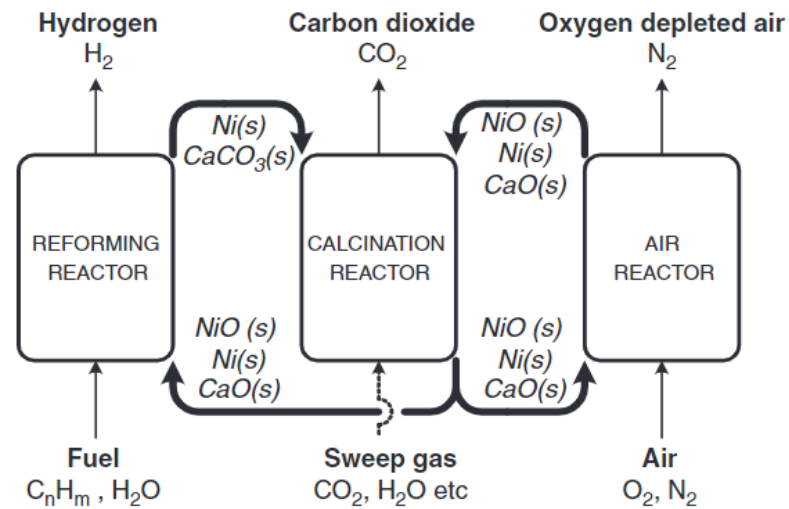 Hydrogen
H₂
Carbon dioxide
CO₂
Oxygen depleted air
N₂
Ni(s)
CaCO₃(s)
NiO (s)
Ni(s)
CaO(s)
REFORMING
REACTOR
CALCINATION
REACTOR
AIR
REACTOR
NiO (s)
Ni(s)
CaO(s)
NiO (s)
Ni(s)
CaO(s)
Fuel
CₙHₘ , H₂O
Sweep gas
CO₂, H₂O etc
Air
O₂, N₂